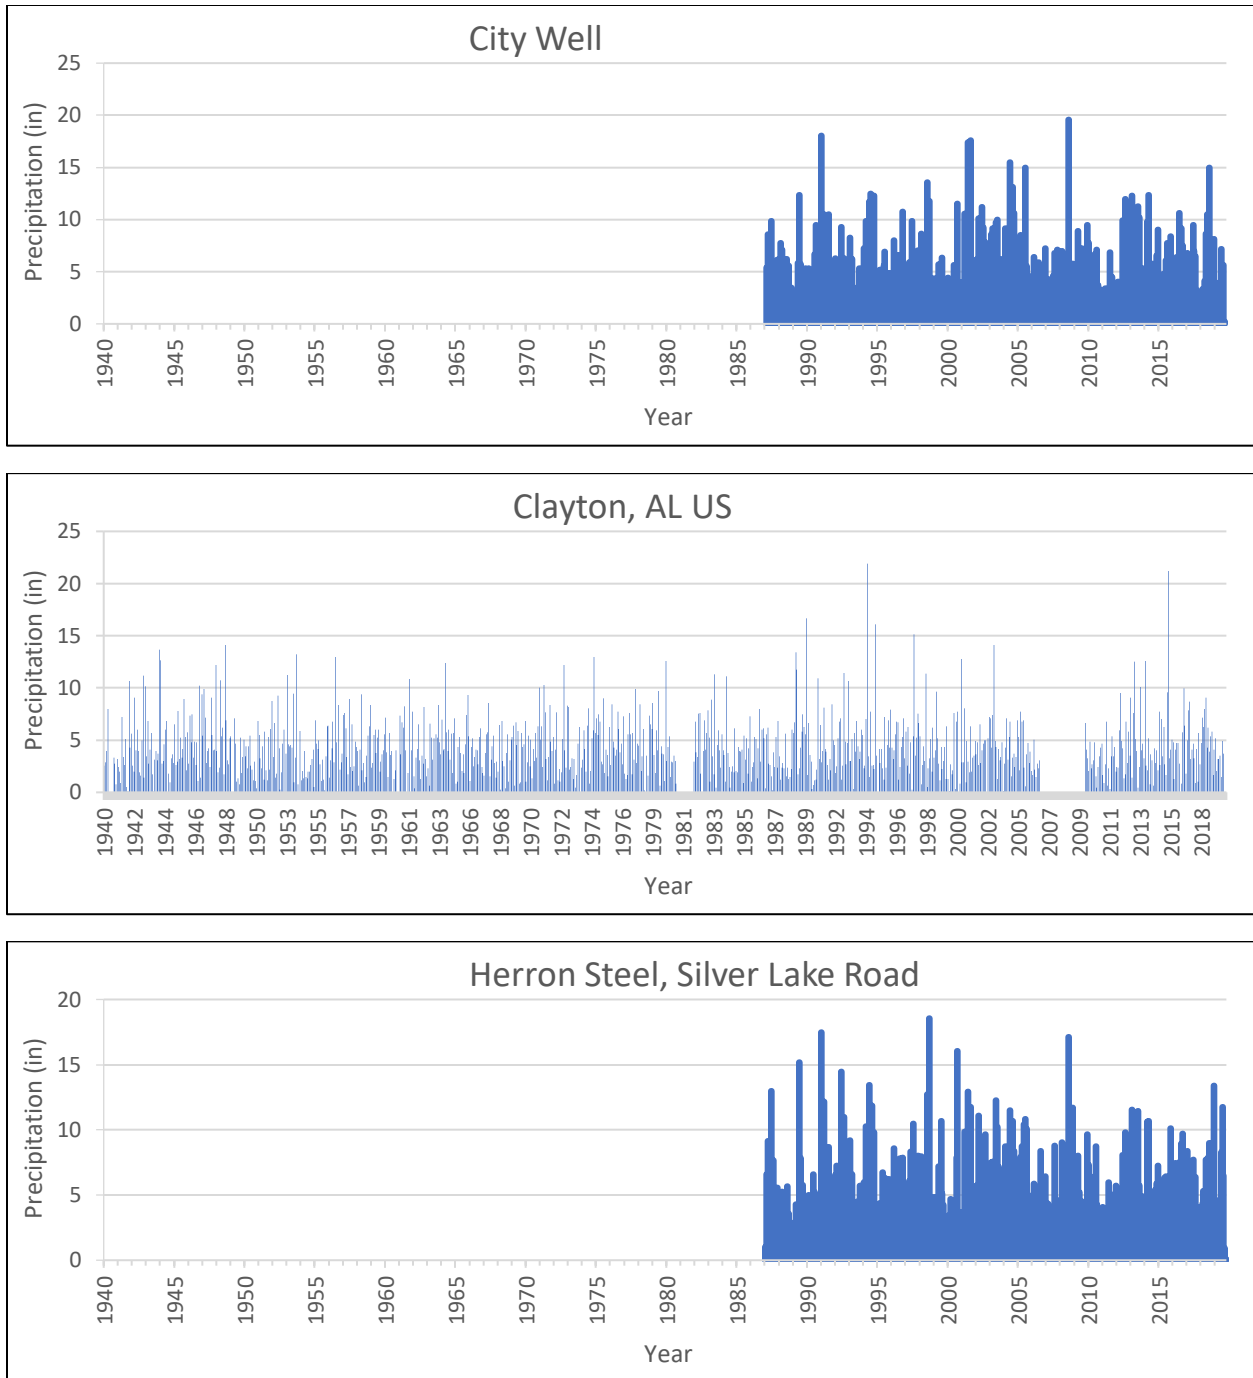 City Well
25
20
15
10
5
0
Precipitation (in)
1940 1945 1950 1955 1960 1965 1970 1975 1980 1985 1990 1995 2000 2005 2010 2015
Year
Clayton, AL US
25
20
15
10
5
0
Precipitation (in)
1940 1942 1944 1946 1948 1950 1953 1955 1957 1959 1961 1963 1966 1968 1970 1972 1974 1976 1979 1981 1983 1985 1987 1989 1992 1994 1996 1998 2000 2002 2005 2007 2009 2011 2013 2015 2018
Year
Herron Steel, Silver Lake Road
20
15
10
5
0
Precipitation (in)
1940 1945 1950 1955 1960 1965 1970 1975 1980 1985 1990 1995 2000 2005 2010 2015
Year